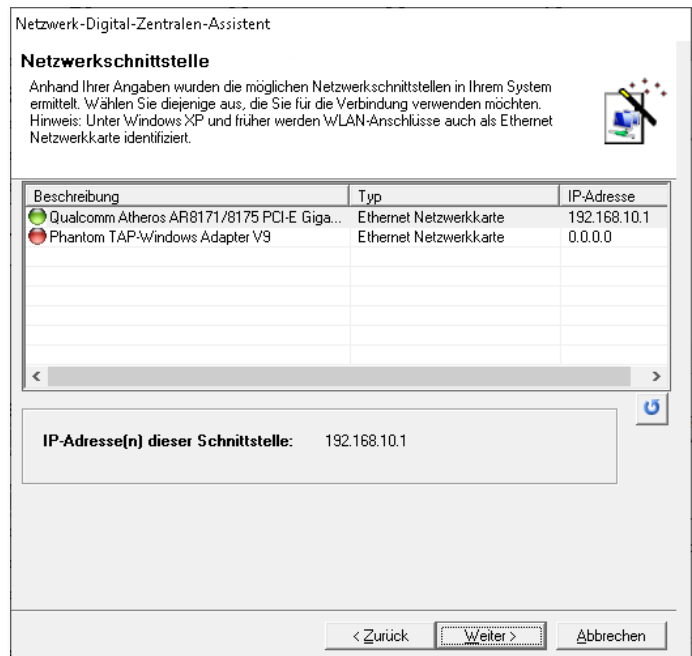 Netzwerk-Digital-Zentralen-Assistent
Netzwerkschnittstelle
Anhand Ihrer Angaben wurden die möglichen Netzwerkschnittstellen in Ihrem System
ermittelt. Wählen Sie diejenige aus, die Sie für die Verbindung verwenden möchten.
Hinweis: Unter Windows XP und früher werden WLAN-Anschlüsse auch als Ethernet
Netzwerkkarte identifiziert.
Beschreibung Typ IP-Adresse
Qualcomm Atheros AR8171/8175 PCI-E Giga... Ethernet Netzwerkkarte 192.168.10.1
Phantom TAP-Windows Adapter V9 Ethernet Netzwerkkarte 0.0.0.0
IP-Adresse(n) dieser Schnittstelle: 192.168.10.1
< Zurück Weiter > Abbrechen